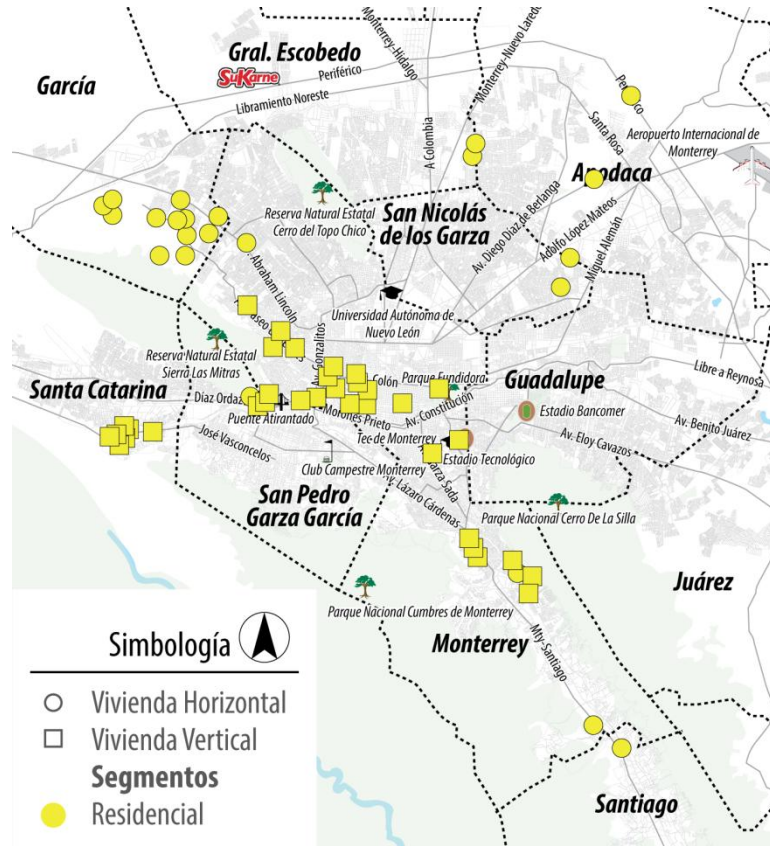 García
Gral. Escobedo
SuKarne
Periférico
Libramiento Noreste
Monterrey-Hidalgo
A Colombia
Monterrey-Nuevo Laredo
Santa Rosa
Aeropuerto Internacional de
Monterrey
Apodaca
Reserva Natural Estatal
Cerro del Topo Chico
San Nicolás
de los Garza
Av. Diego Díaz de Berlanga
Adolfo López Mateos
Miguel Alemán
Abraham Lincoln
Universidad Autónoma de
Nuevo León
Av. Gonzalitos
Reserva Natural Estatal
Sierra Las Mitras
Santa Catarina
Díaz Ordaz
Puente Atirantado
Colón
Parque Fundidora
Guadalupe
Libre a Reynosa
Morones Prieto
Av. Constitución
Estadio Bancomer
Av. Benito Juárez
José Vasconcelos
Tec de Monterrey
Estadio Tecnológico
Av. Eloy Cavazos
Club Campestre Monterrey
Garza Sada
Av. Lázaro Cárdenas
San Pedro
Garza García
Parque Nacional Cerro De La Silla
Parque Nacional Cumbres de Monterrey
Juárez
Monterrey
Mty-Santiago
Santiago
Simbología
Vivienda Horizontal
Vivienda Vertical
Segmentos
Residencial